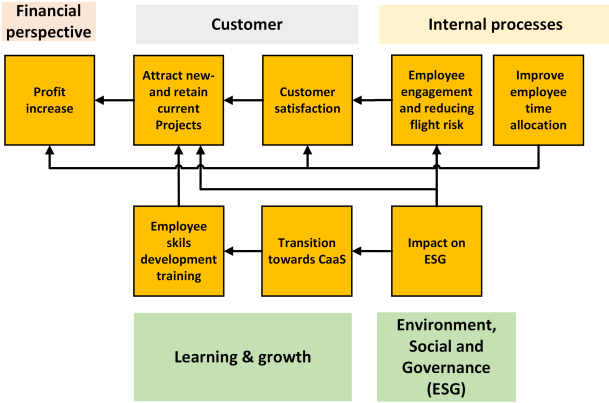 Financial
perspective
Customer
Internal processes
Profit
increase
Attract new-
and retain
current
Projects
Customer
satisfaction
Employee
engagement
and reducing
flight risk
Improve
employee
time
allocation
Employee
skils
development
training
Transition
towards CaaS
Impact on
ESG
Learning & growth
Environment,
Social and
Governance
(ESG)